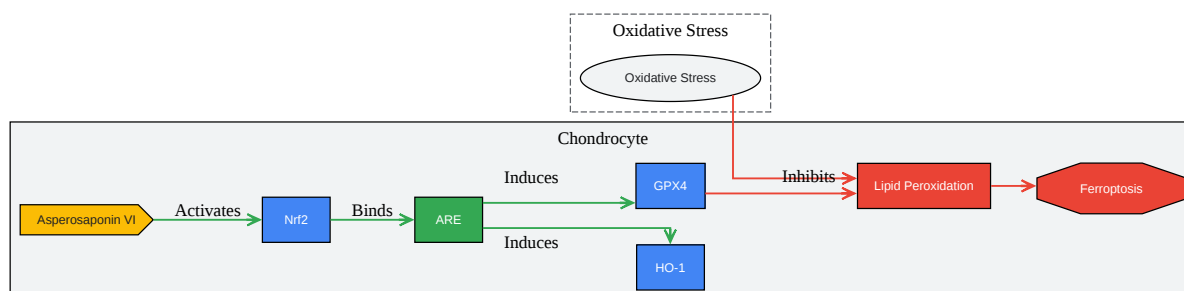 Oxidative Stress
Oxidative Stress
Chondrocyte
Asperosaponin VI
Activates
Nrf2
Binds
ARE
Induces
GPX4
Inhibits
Lipid Peroxidation
Ferroptosis
Induces
HO-1